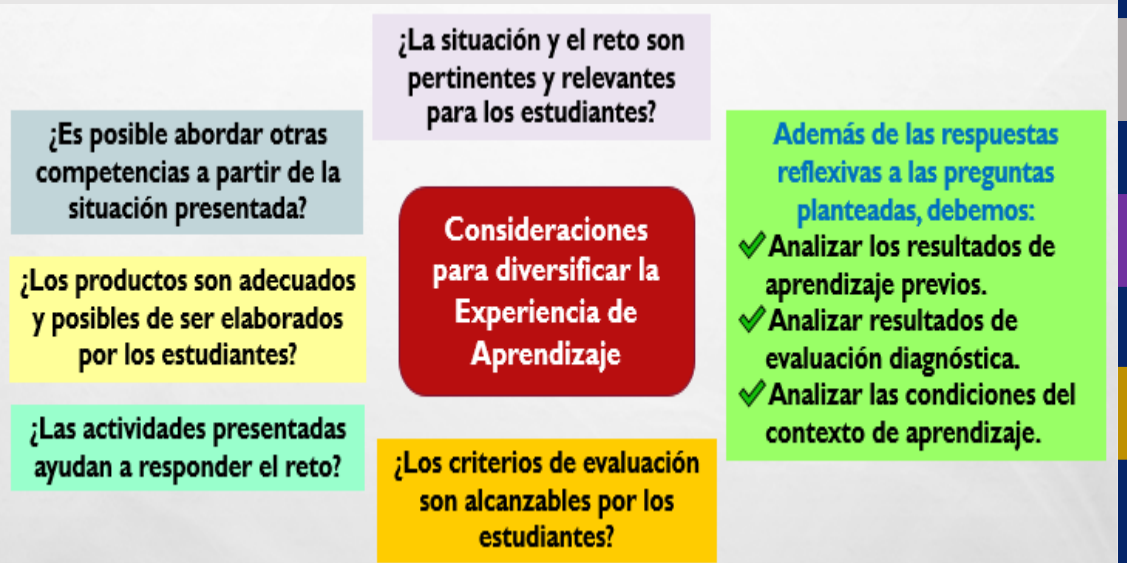 ¿La situación y el reto son
pertinentes y relevantes
para los estudiantes?
¿Es posible abordar otras
competencias a partir de la
situación presentada?
¿Los productos son adecuados
y posibles de ser elaborados
por los estudiantes?
¿Las actividades presentadas
ayudan a responder el reto?
Consideraciones
para diversificar la
Experiencia de
Aprendizaje
¿Los criterios de evaluación
son alcanzables por los
estudiantes?
Además de las respuestas
reflexivas a las preguntas
planteadas, debemos:
Analizar los resultados de
aprendizaje previos.
Analizar resultados de
evaluación diagnóstica.
Analizar las condiciones del
contexto de aprendizaje.